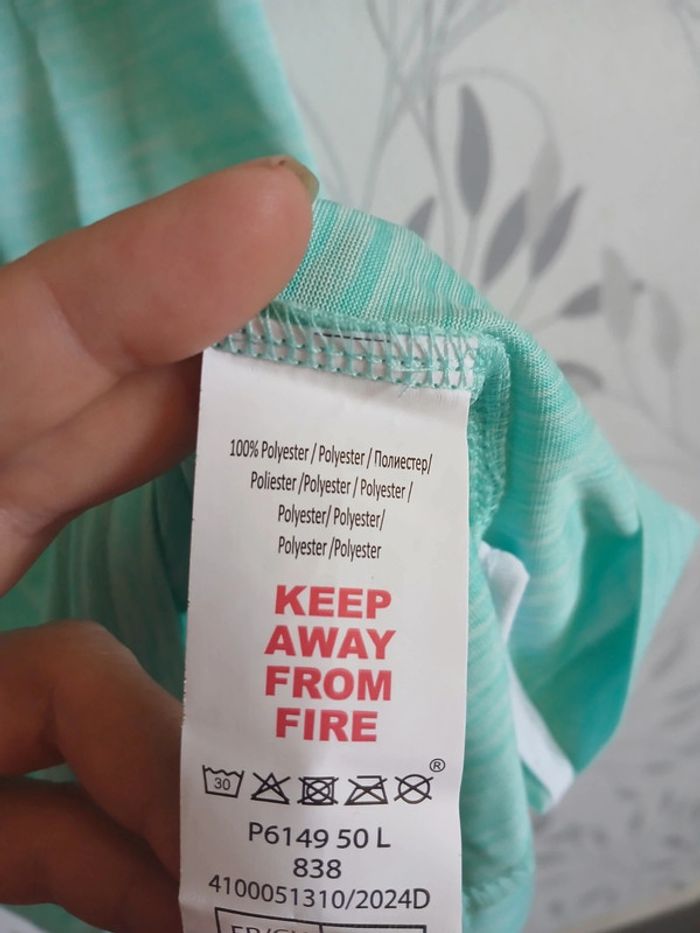 100% Polyester / Polyester / Полиестер/
Poliester /Polyester / Polyester /
Polyester/ Polyester/
Polyester /Polyester
KEEP
AWAY
FROM
FIRE
30
®
P6149 50 L
838
4100051310/2024D